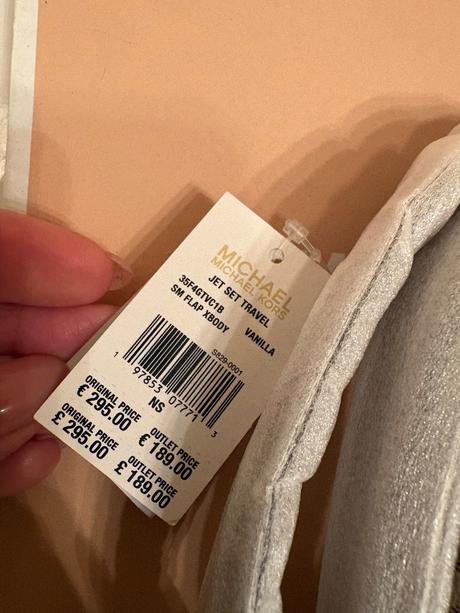 MICHAEL
MICHAEL KORS
JET SET TRAVEL
35F4GTVC1B VANILLA
SM FLAP XBODY
S829-0001
1 97853 07771 3
NS
ORIGINAL PRICE OUTLET PRICE
€ 295.00 € 189.00
ORIGINAL PRICE OUTLET PRICE
£ 295.00 £ 189.00